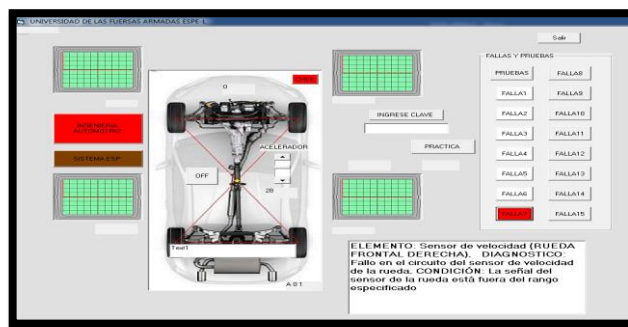 UNIVERSIDAD DE LAS FUERSAS ARMADAS ESPE -L
Salir
FALLAS Y PRUEBAS
PRUEBAS
FALLA8
FALLA1
FALLA9
FALLA2
FALLA10
FALLA3
FALLA11
FALLA4
FALLA12
FALLA5
FALLA13
FALLA6
FALLA14
FALLA7
FALLA15
0
INGENIERIA
AUTOMOTRIZ
SISTEMA ESP
OFF
ACELERADOR
28
Text1
INGRESE CLAVE
PRACTICA
ELEMENTO: Sensor de velocidad (RUEDA
FRONTAL DERECHA), DIAGNOSTICO:
Fallo en el circuito del sensor de velocidad
de la rueda, CONDICIÓN: La señal del
sensor de la rueda está fuera del rango
especificado